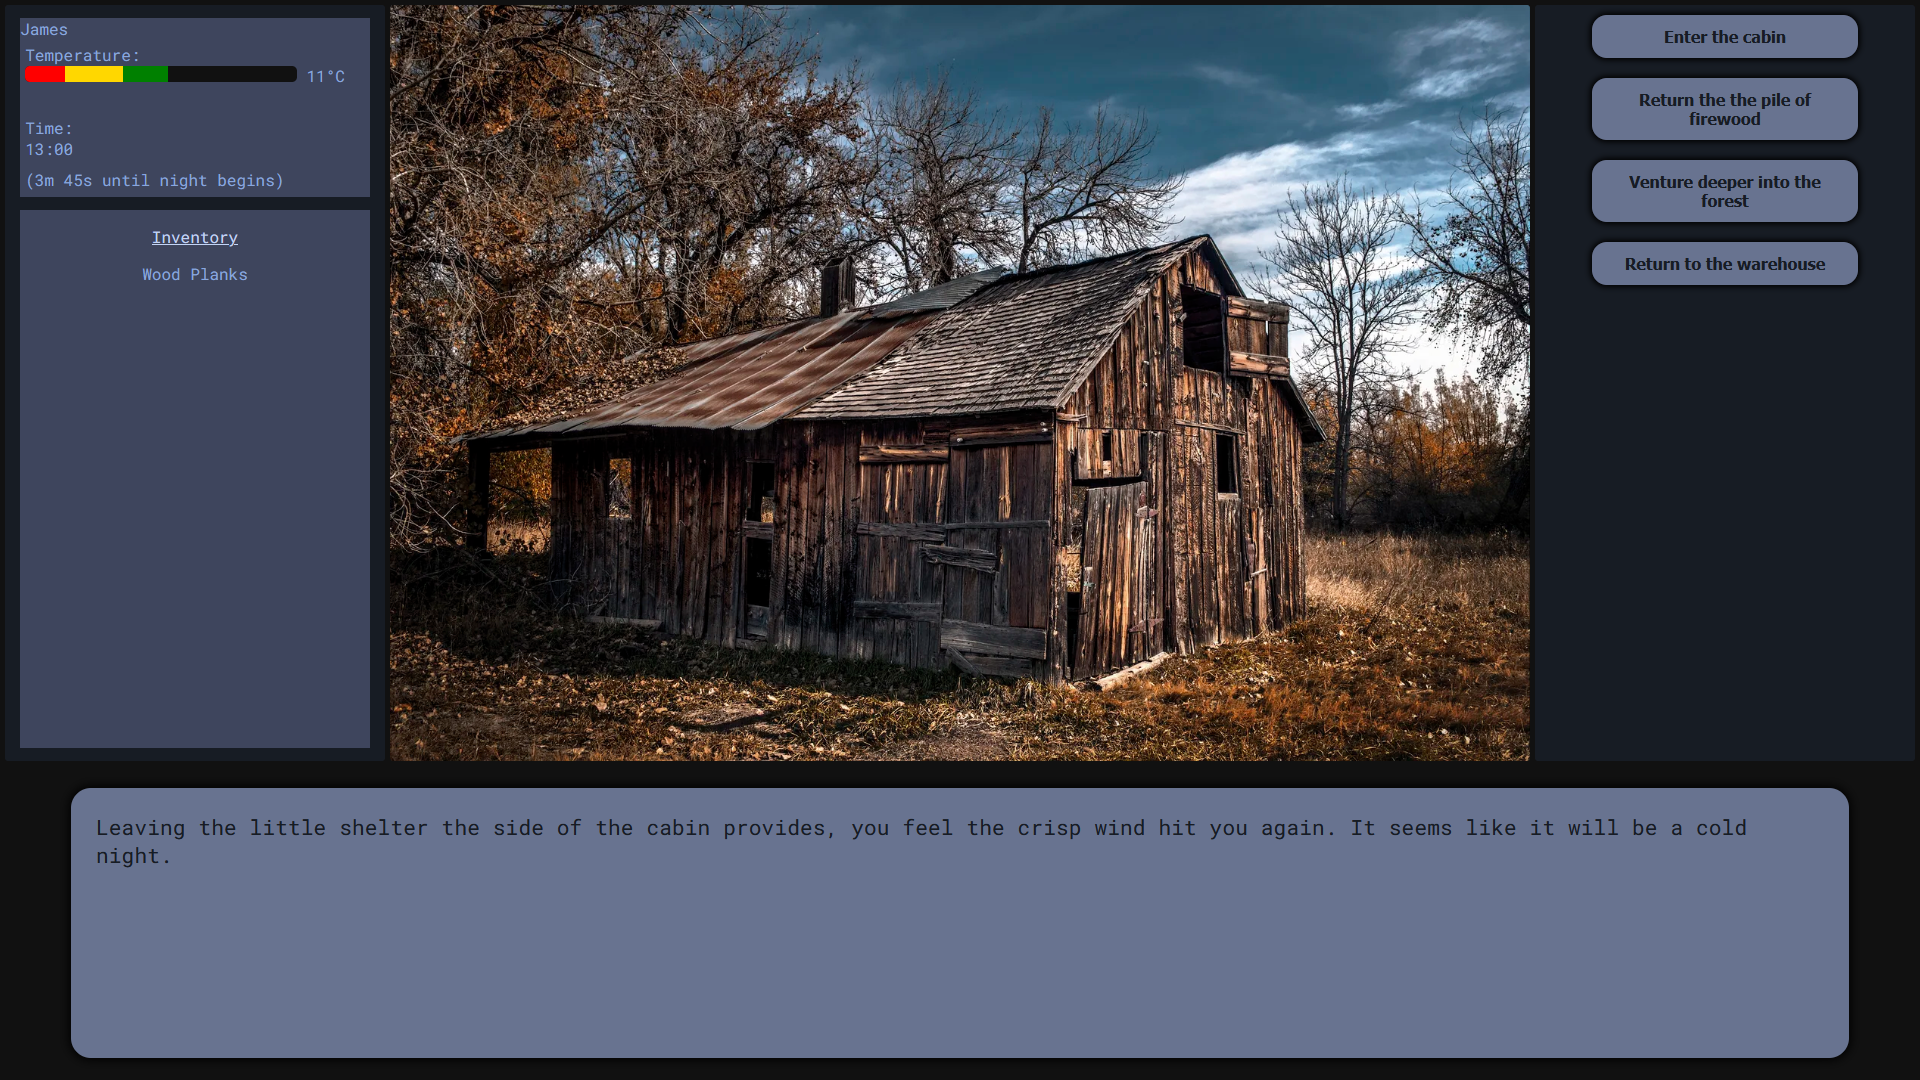 James
Temperature:
11°C
Time:
13:00
(3m 45s until night begins)
Inventory
Wood Planks
Enter the cabin
Return the the pile of
firewood
Venture deeper into the
forest
Return to the warehouse
Leaving the little shelter the side of the cabin provides, you feel the crisp wind hit you again. It seems like it will be a cold
night.